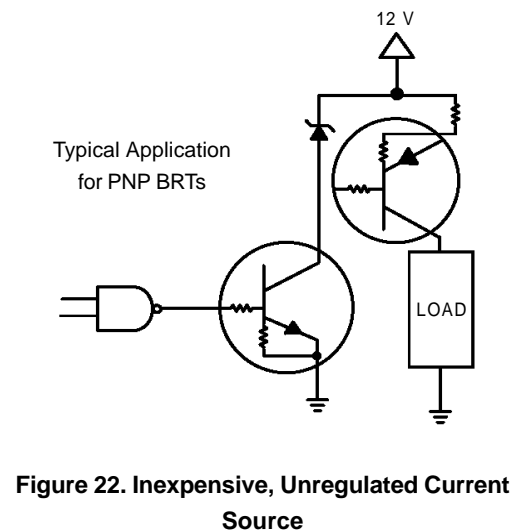 12 V
Typical Application
for PNP BRTs
LOAD
Figure 22. Inexpensive, Unregulated Current
Source